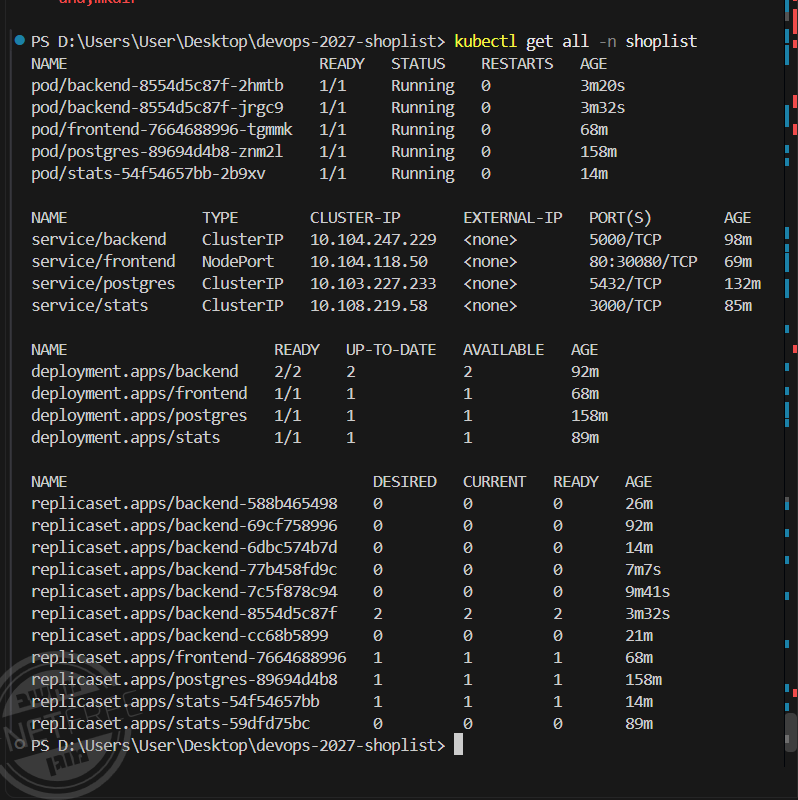 PS D:\Users\User\Desktop\devops-2027-shoplist> kubectl get all -n shoplist
NAME READY STATUS RESTARTS AGE
pod/backend-8554d5c87f-2hmtb 1/1 Running 0 3m20s
pod/backend-8554d5c87f-jrgc9 1/1 Running 0 3m32s
pod/frontend-7664688996-tgmmk 1/1 Running 0 68m
pod/postgres-89694d4b8-znm2l 1/1 Running 0 158m
pod/stats-54f54657bb-2b9xv 1/1 Running 0 14m
NAME TYPE CLUSTER-IP EXTERNAL-IP PORT(S) AGE
service/backend ClusterIP 10.104.247.229 <none> 5000/TCP 98m
service/frontend NodePort 10.104.118.50 <none> 80:30080/TCP 69m
service/postgres ClusterIP 10.103.227.233 <none> 5432/TCP 132m
service/stats ClusterIP 10.108.219.58 <none> 3000/TCP 85m
NAME READY UP-TO-DATE AVAILABLE AGE
deployment.apps/backend 2/2 2 2 92m
deployment.apps/frontend 1/1 1 1 68m
deployment.apps/postgres 1/1 1 1 158m
deployment.apps/stats 1/1 1 1 89m
NAME DESIRED CURRENT READY AGE
replicaset.apps/backend-588b465498 0 0 0 26m
replicaset.apps/backend-69cf758996 0 0 0 92m
replicaset.apps/backend-6dbc574b7d 0 0 0 14m
replicaset.apps/backend-77b458fd9c 0 0 0 7m7s
replicaset.apps/backend-7c5f878c94 0 0 0 9m41s
replicaset.apps/backend-8554d5c87f 2 2 2 3m32s
replicaset.apps/backend-cc68b5899 0 0 0 21m
replicaset.apps/frontend-7664688996 1 1 1 68m
replicaset.apps/postgres-89694d4b8 1 1 1 158m
replicaset.apps/stats-54f54657bb 1 1 1 14m
replicaset.apps/stats-59dfd75bc 0 0 0 89m
PS D:\Users\User\Desktop\devops-2027-shoplist>